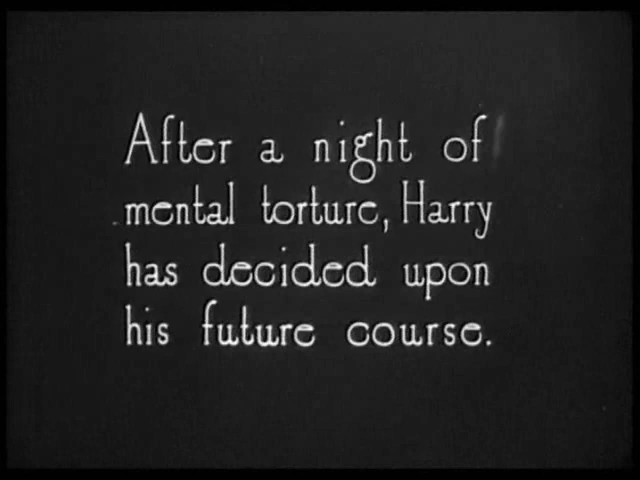 After a night of
mental torture, Harry
has decided upon
his future course.